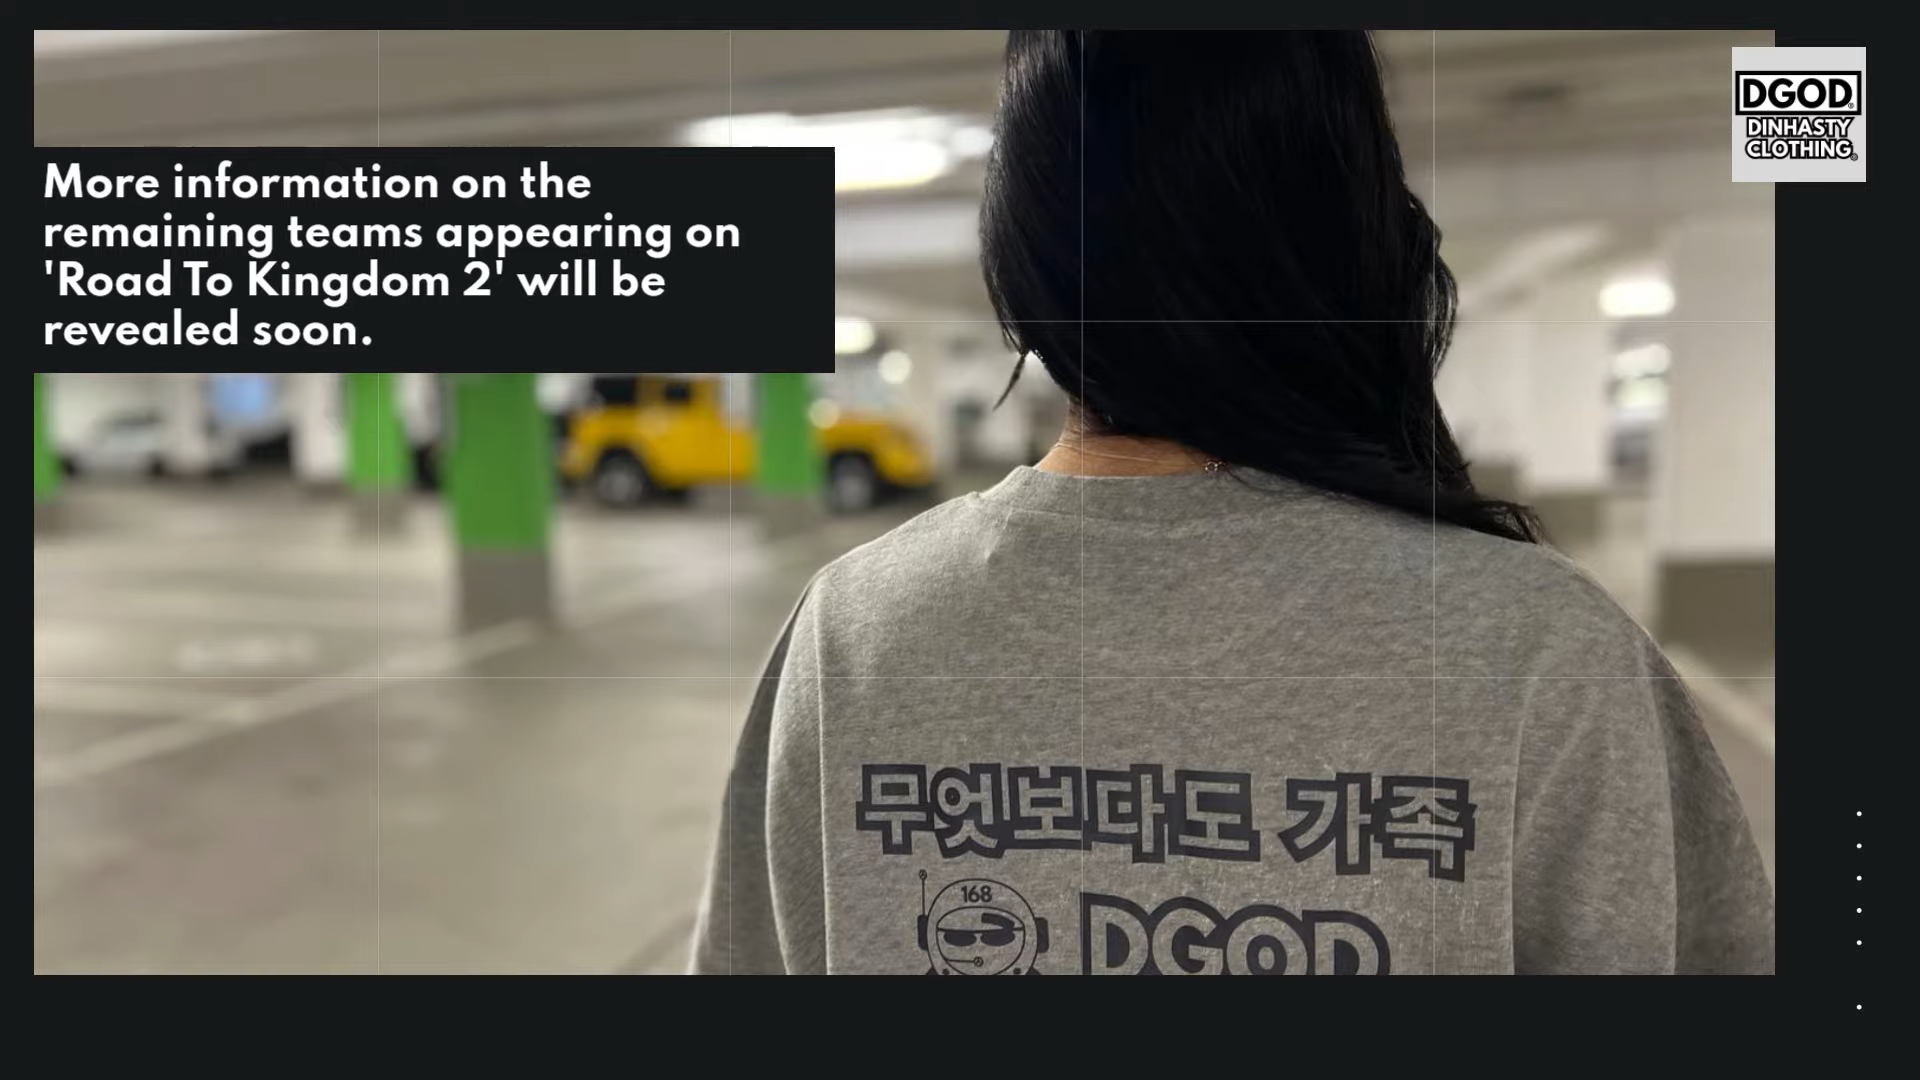 More information on the
remaining teams appearing on
'Road To Kingdom 2' will be
revealed soon.
DGOD
DINHASTY
CLOTHING
무엇보다도 가족
168
DGOD